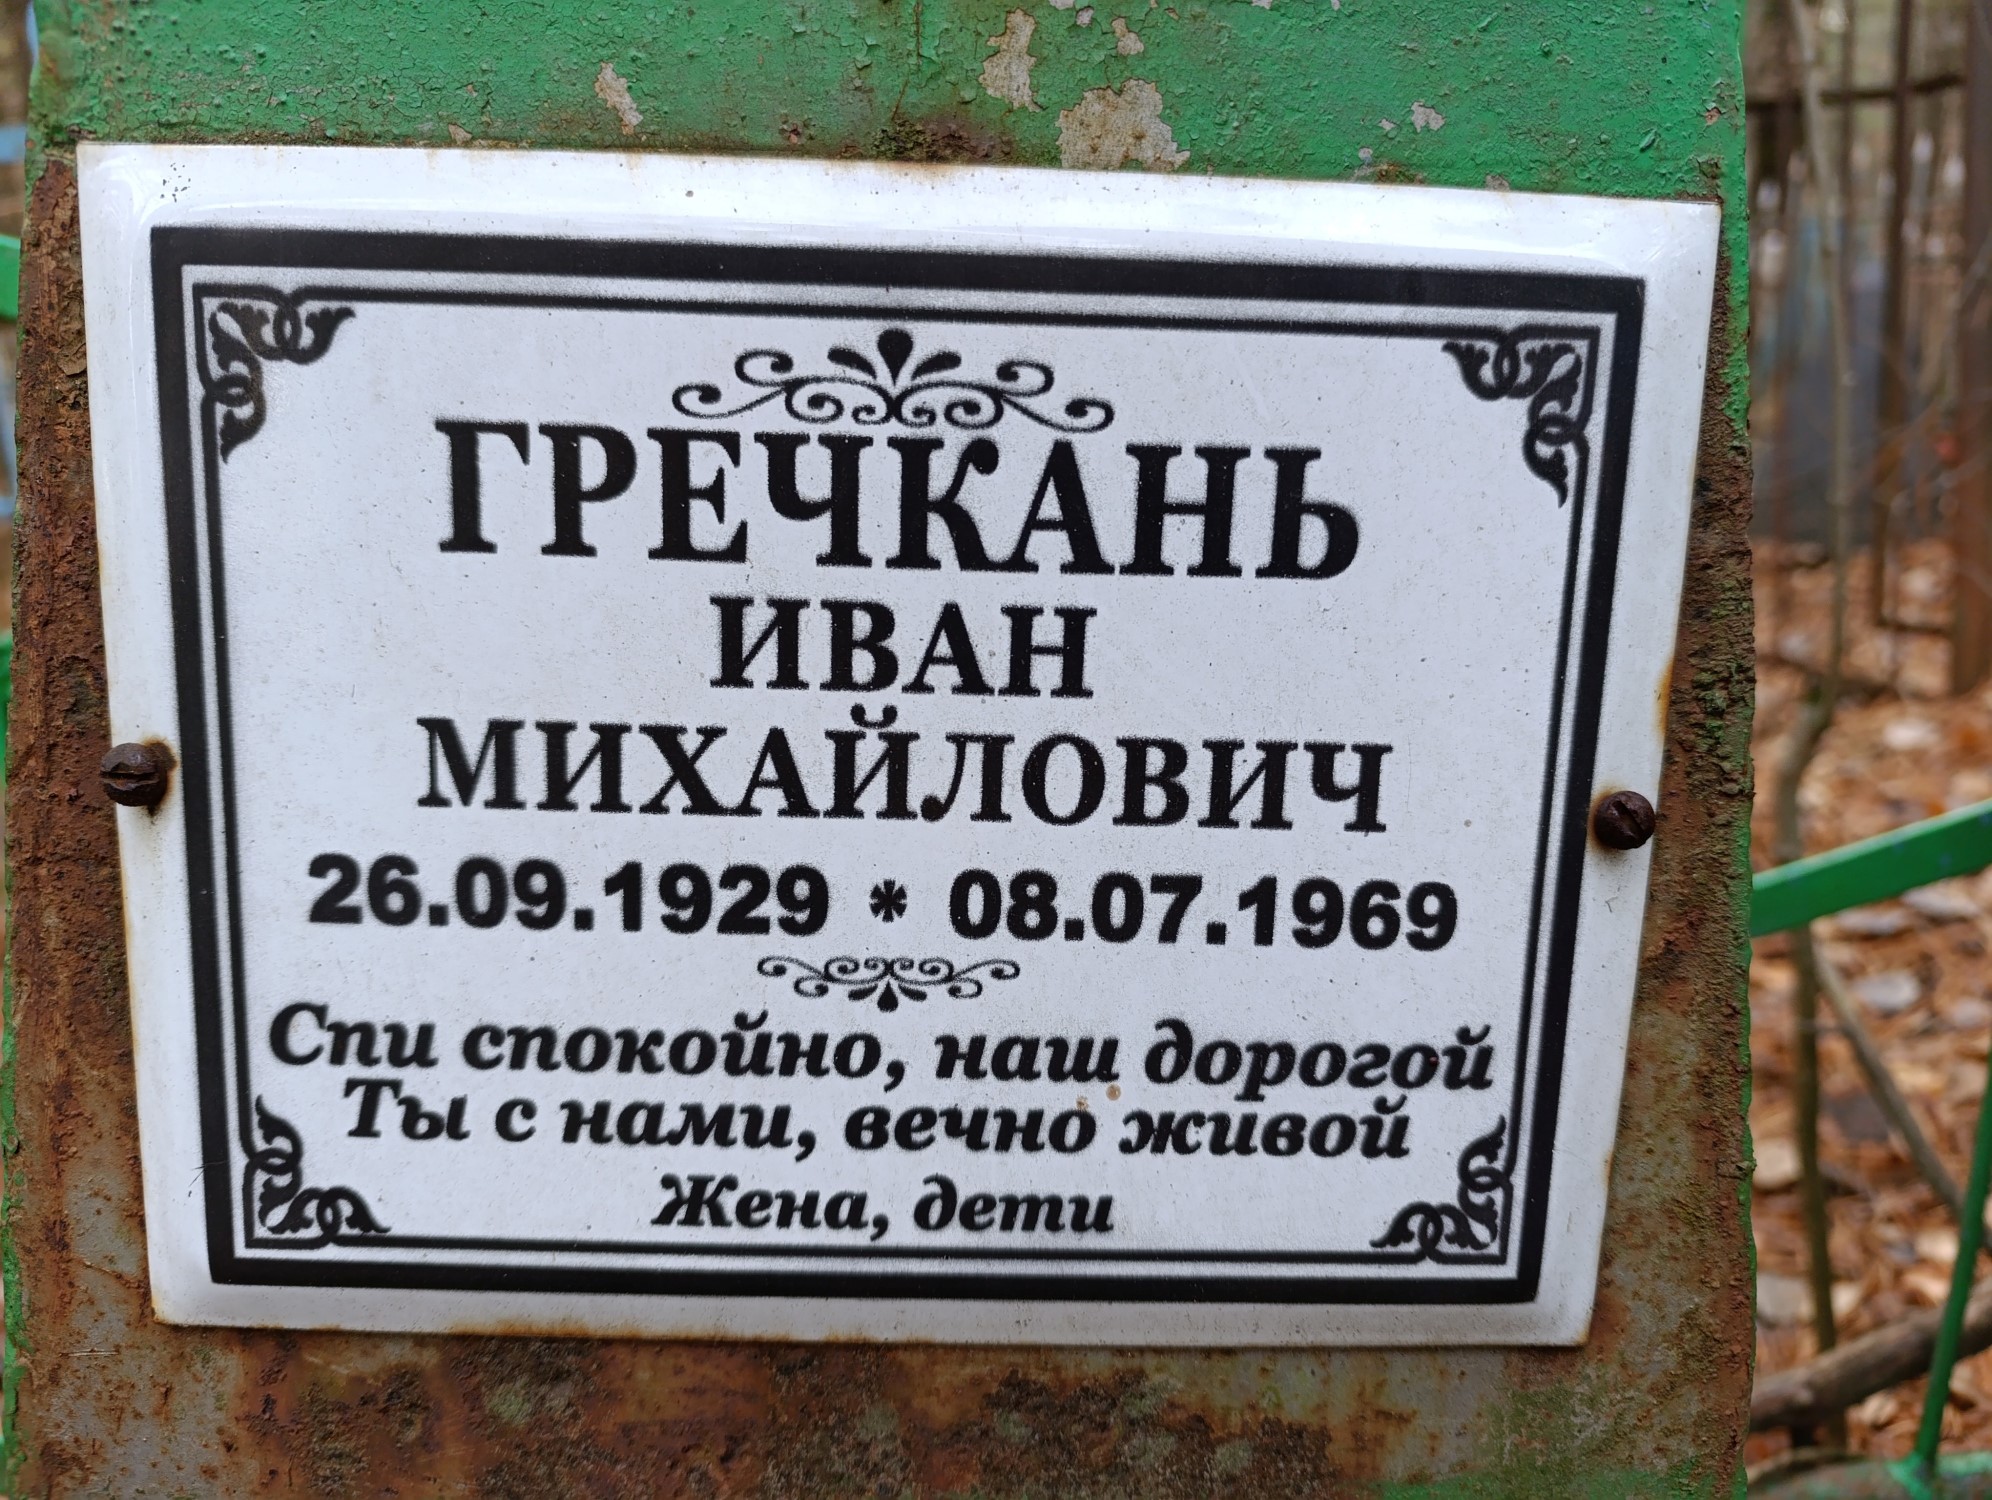 ГРЕЧКАНЬ
ИВАН
МИХАЙЛОВИЧ
26.09.1929 * 08.07.1969
Спи спокойно, наш дорогой
Ты с нами, вечно живой
Жена, дети